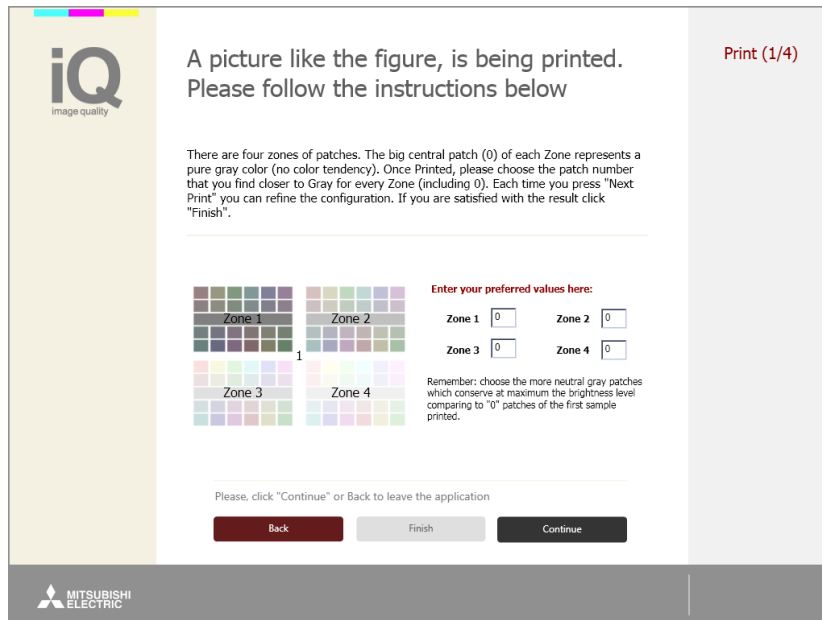 iQ
image quality
A picture like the figure, is being printed.
Please follow the instructions below
Print (1/4)
There are four zones of patches. The big central patch (0) of each Zone represents a
pure gray color (no color tendency). Once Printed, please choose the patch number
that you find closer to Gray for every Zone (including 0). Each time you press "Next
Print" you can refine the configuration. If you are satisfied with the result click
"Finish".
Zone 1
Zone 2
1
Zone 3
Zone 4
Enter your preferred values here:
Zone 1 0 Zone 2 0
Zone 3 0 Zone 4 0
Remember: choose the more neutral gray patches
which conserve at maximum the brightness level
comparing to "0" patches of the first sample
printed.
Please, click "Continue" or Back to leave the application
Back Finish Continue
MITSUBISHI
ELECTRIC